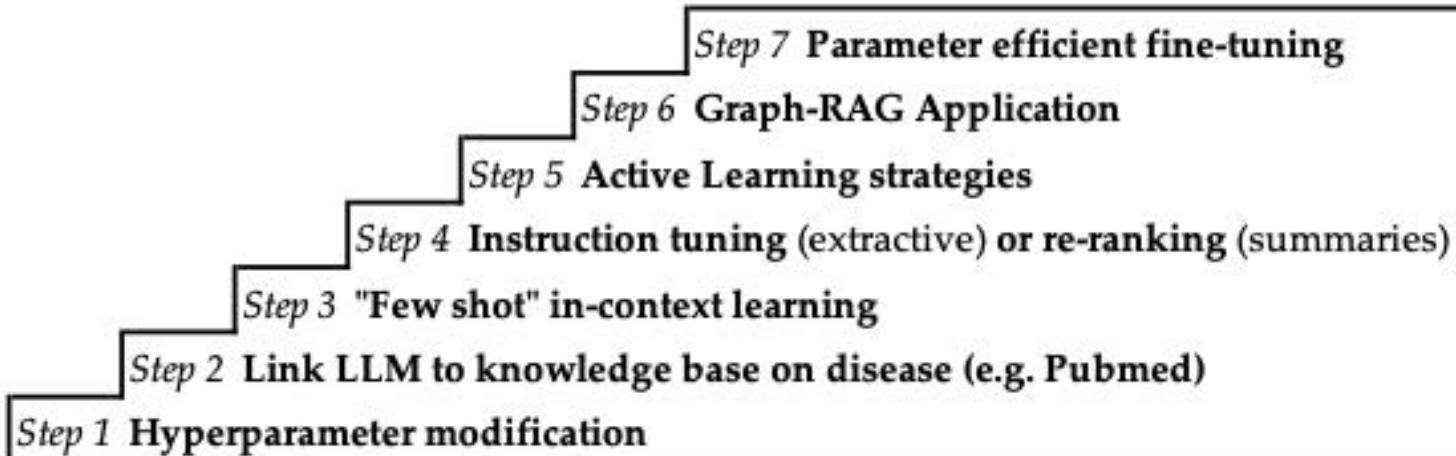 Step 7 Parameter efficient fine-tuning
Step 6 Graph-RAG Application
Step 5 Active Learning strategies
Step 4 Instruction tuning (extractive) or re-ranking (summaries)
Step 3 "Few shot" in-context learning
Step 2 Link LLM to knowledge base on disease (e.g. Pubmed)
Step 1 Hyperparameter modification